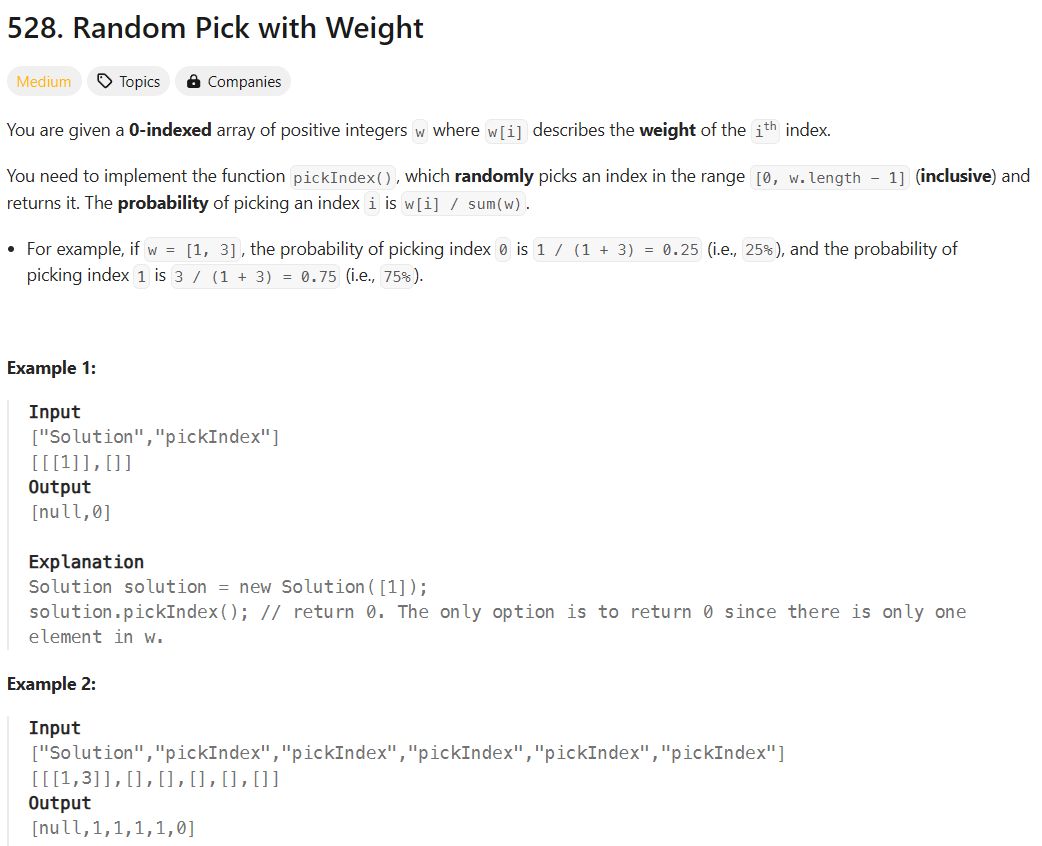 528. Random Pick with Weight
Medium Topics Companies
You are given a 0-indexed array of positive integers w where w[i] describes the weight of the ith index.
You need to implement the function pickIndex(), which randomly picks an index in the range [0, w.length - 1] (inclusive) and
returns it. The probability of picking an index i is w[i] / sum(w).
• For example, if w = [1, 3], the probability of picking index 0 is 1 / (1 + 3) = 0.25 (i.e., 25%), and the probability of
picking index 1 is 3 / (1 + 3) = 0.75 (i.e., 75%).
Example 1:
Input
["Solution","pickIndex"]
[[[1]],[]]
Output
[null,0]
Explanation
Solution solution = new Solution([1]);
solution.pickIndex(); // return 0. The only option is to return 0 since there is only one
element in w.
Example 2:
Input
["Solution","pickIndex","pickIndex","pickIndex","pickIndex","pickIndex"]
[[[1,3]],[],[],[],[],[]]
Output
[null,1,1,1,1,0]